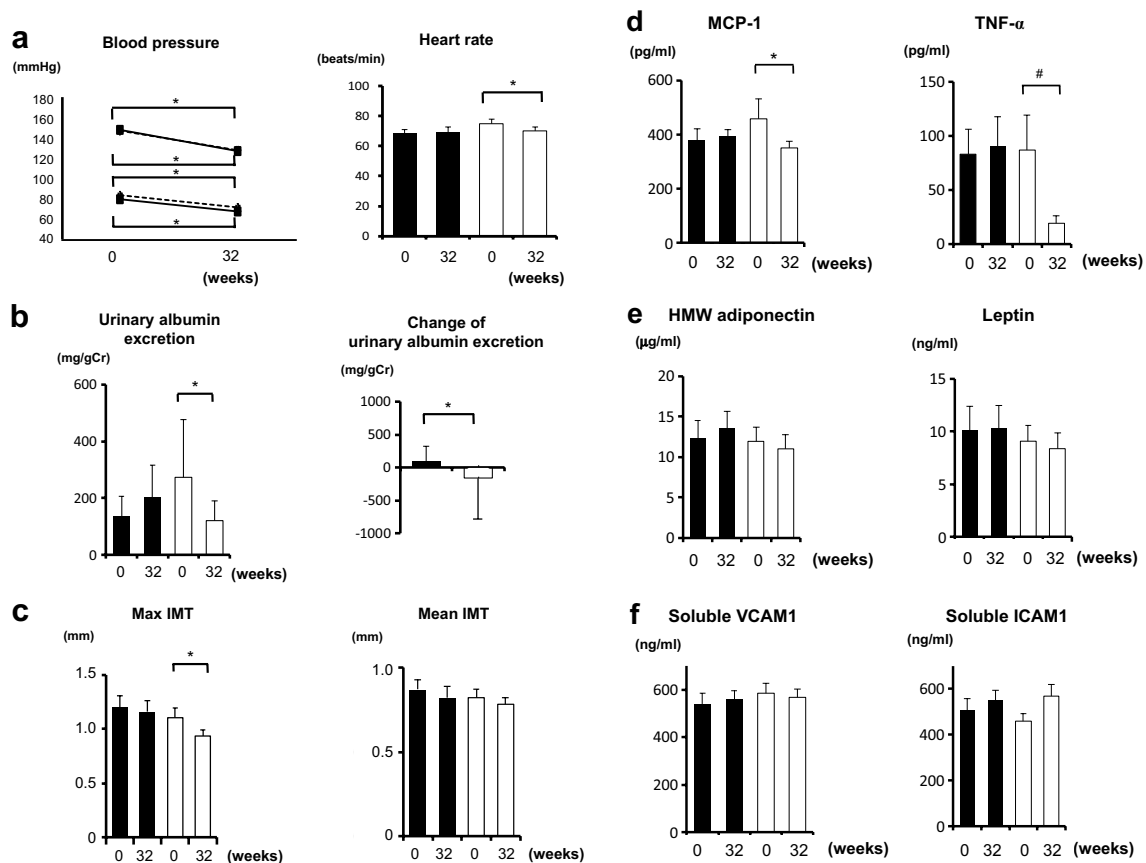 a
Blood pressure
(mmHg)
180
160
140
120
100
80
60
40
*
*
*
*
0 32
(weeks)
Heart rate
(beats/min)
100
80
60
40
20
0
*
0 32 0 32
(weeks)
b
Urinary albumin
excretion
(mg/gCr)
600
400
200
0
*
0 32 0 32 (weeks)
Change of
urinary albumin excretion
(mg/gCr)
1000
500
0
-500
-1000
*
c
Max IMT
(mm)
1.5
1.0
0.5
0
*
0 32 0 32 (weeks)
Mean IMT
(mm)
1.0
0.5
0
0 32 0 32 (weeks)
d
MCP-1
(pg/ml)
600
400
200
0
*
0 32 0 32 (weeks)
TNF-α
(pg/ml)
150
100
50
0
#
0 32 0 32 (weeks)
e
HMW adiponectin
(μg/ml)
20
15
10
5
0
0 32 0 32 (weeks)
Leptin
(ng/ml)
15
10
5
0
0 32 0 32 (weeks)
f
Soluble VCAM1
(ng/ml)
600
400
200
0
0 32 0 32 (weeks)
Soluble ICAM1
(ng/ml)
600
400
200
0
0 32 0 32 (weeks)